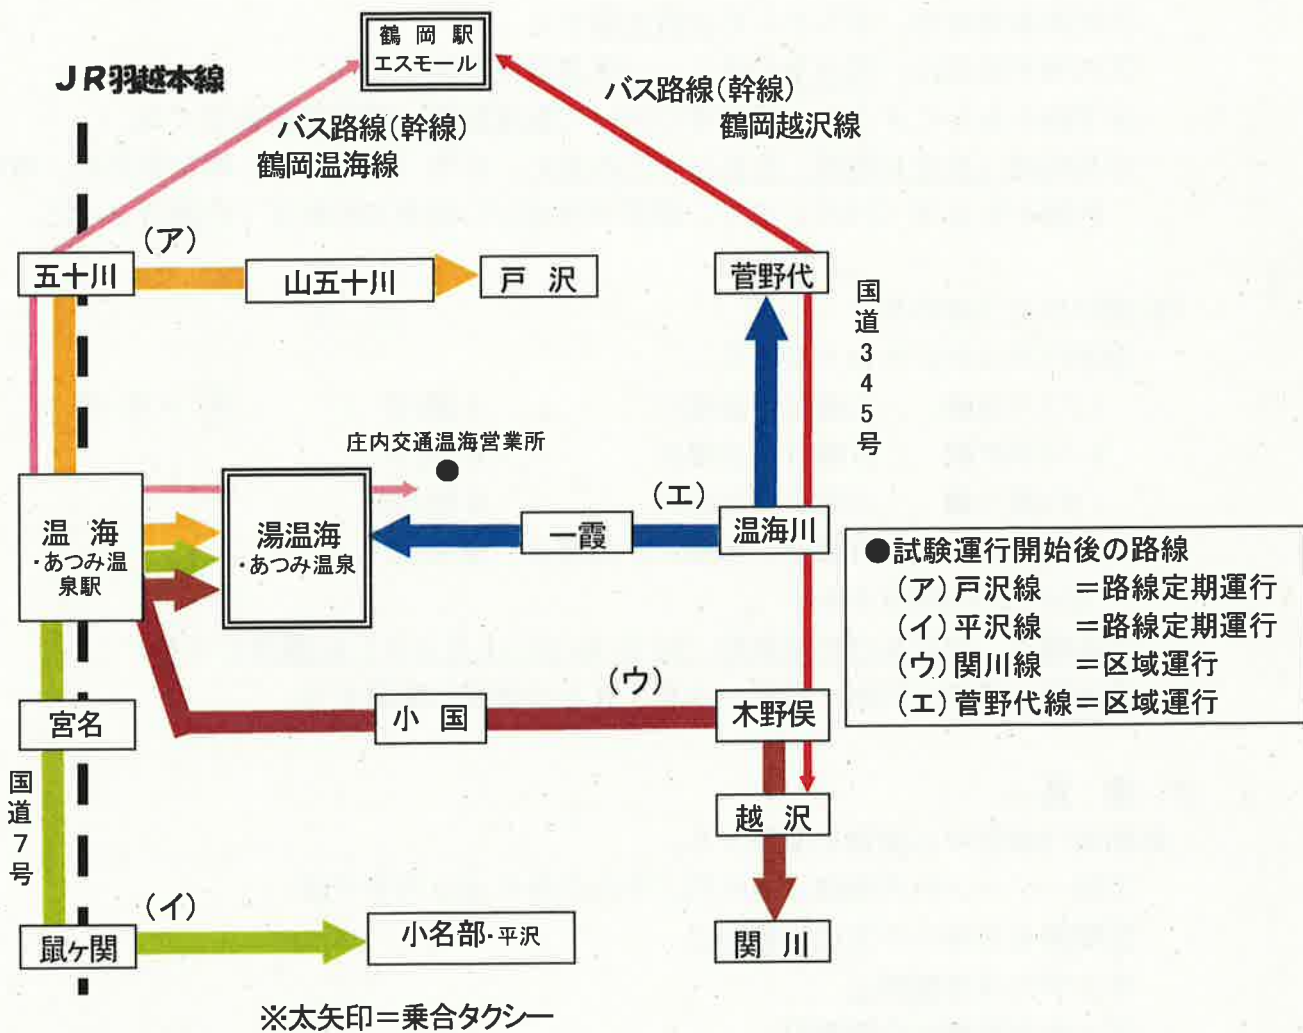 鶴岡駅
エスモール
JR羽越本線
バス路線(幹線)
鶴岡温海線
バス路線(幹線)
鶴岡越沢線
(ア)
五十川
山五十川
戸沢
菅野代
国道345号
庄内交通温海営業所
(エ)
温海
・あつみ温
泉駅
湯温海
・あつみ温泉
一霞
温海川
●試験運行開始後の路線
(ア)戸沢線 =路線定期運行
(イ)平沢線 =路線定期運行
(ウ)関川線 =区域運行
(エ)菅野代線=区域運行
(ウ)
宮名
小国
木野俣
国道7号
越沢
(イ)
鼠ヶ関
小名部・平沢
関川
※太矢印=乗合タクシー